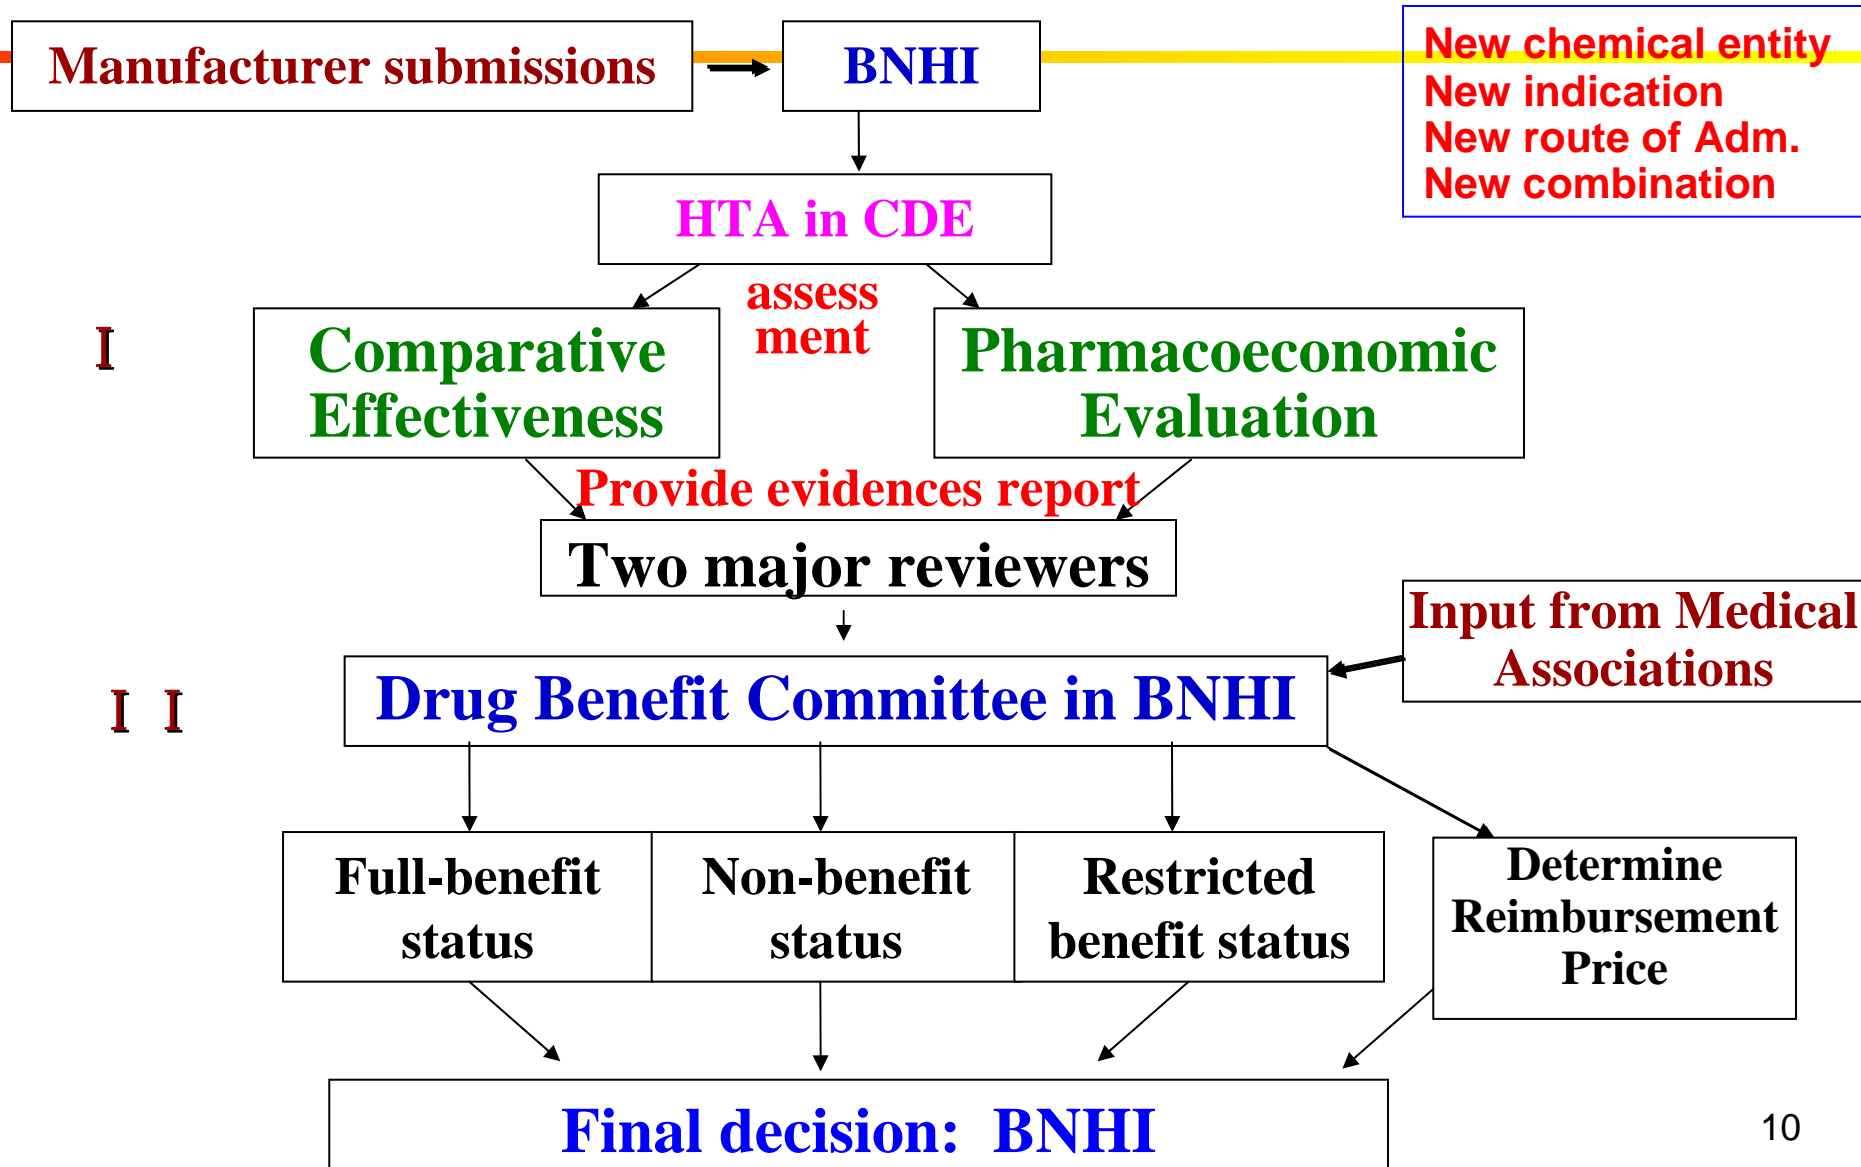 Manufacturer submissions
BNHI
New chemical entity
New indication
New route of Adm.
New combination
HTA in CDE
assess
ment
I
Comparative
Effectiveness
Pharmacoeconomic
Evaluation
Provide evidences report
Two major reviewers
Input from Medical
Associations
I I
Drug Benefit Committee in BNHI
Full-benefit
status
Non-benefit
status
Restricted
benefit status
Determine
Reimbursement
Price
Final decision: BNHI
10